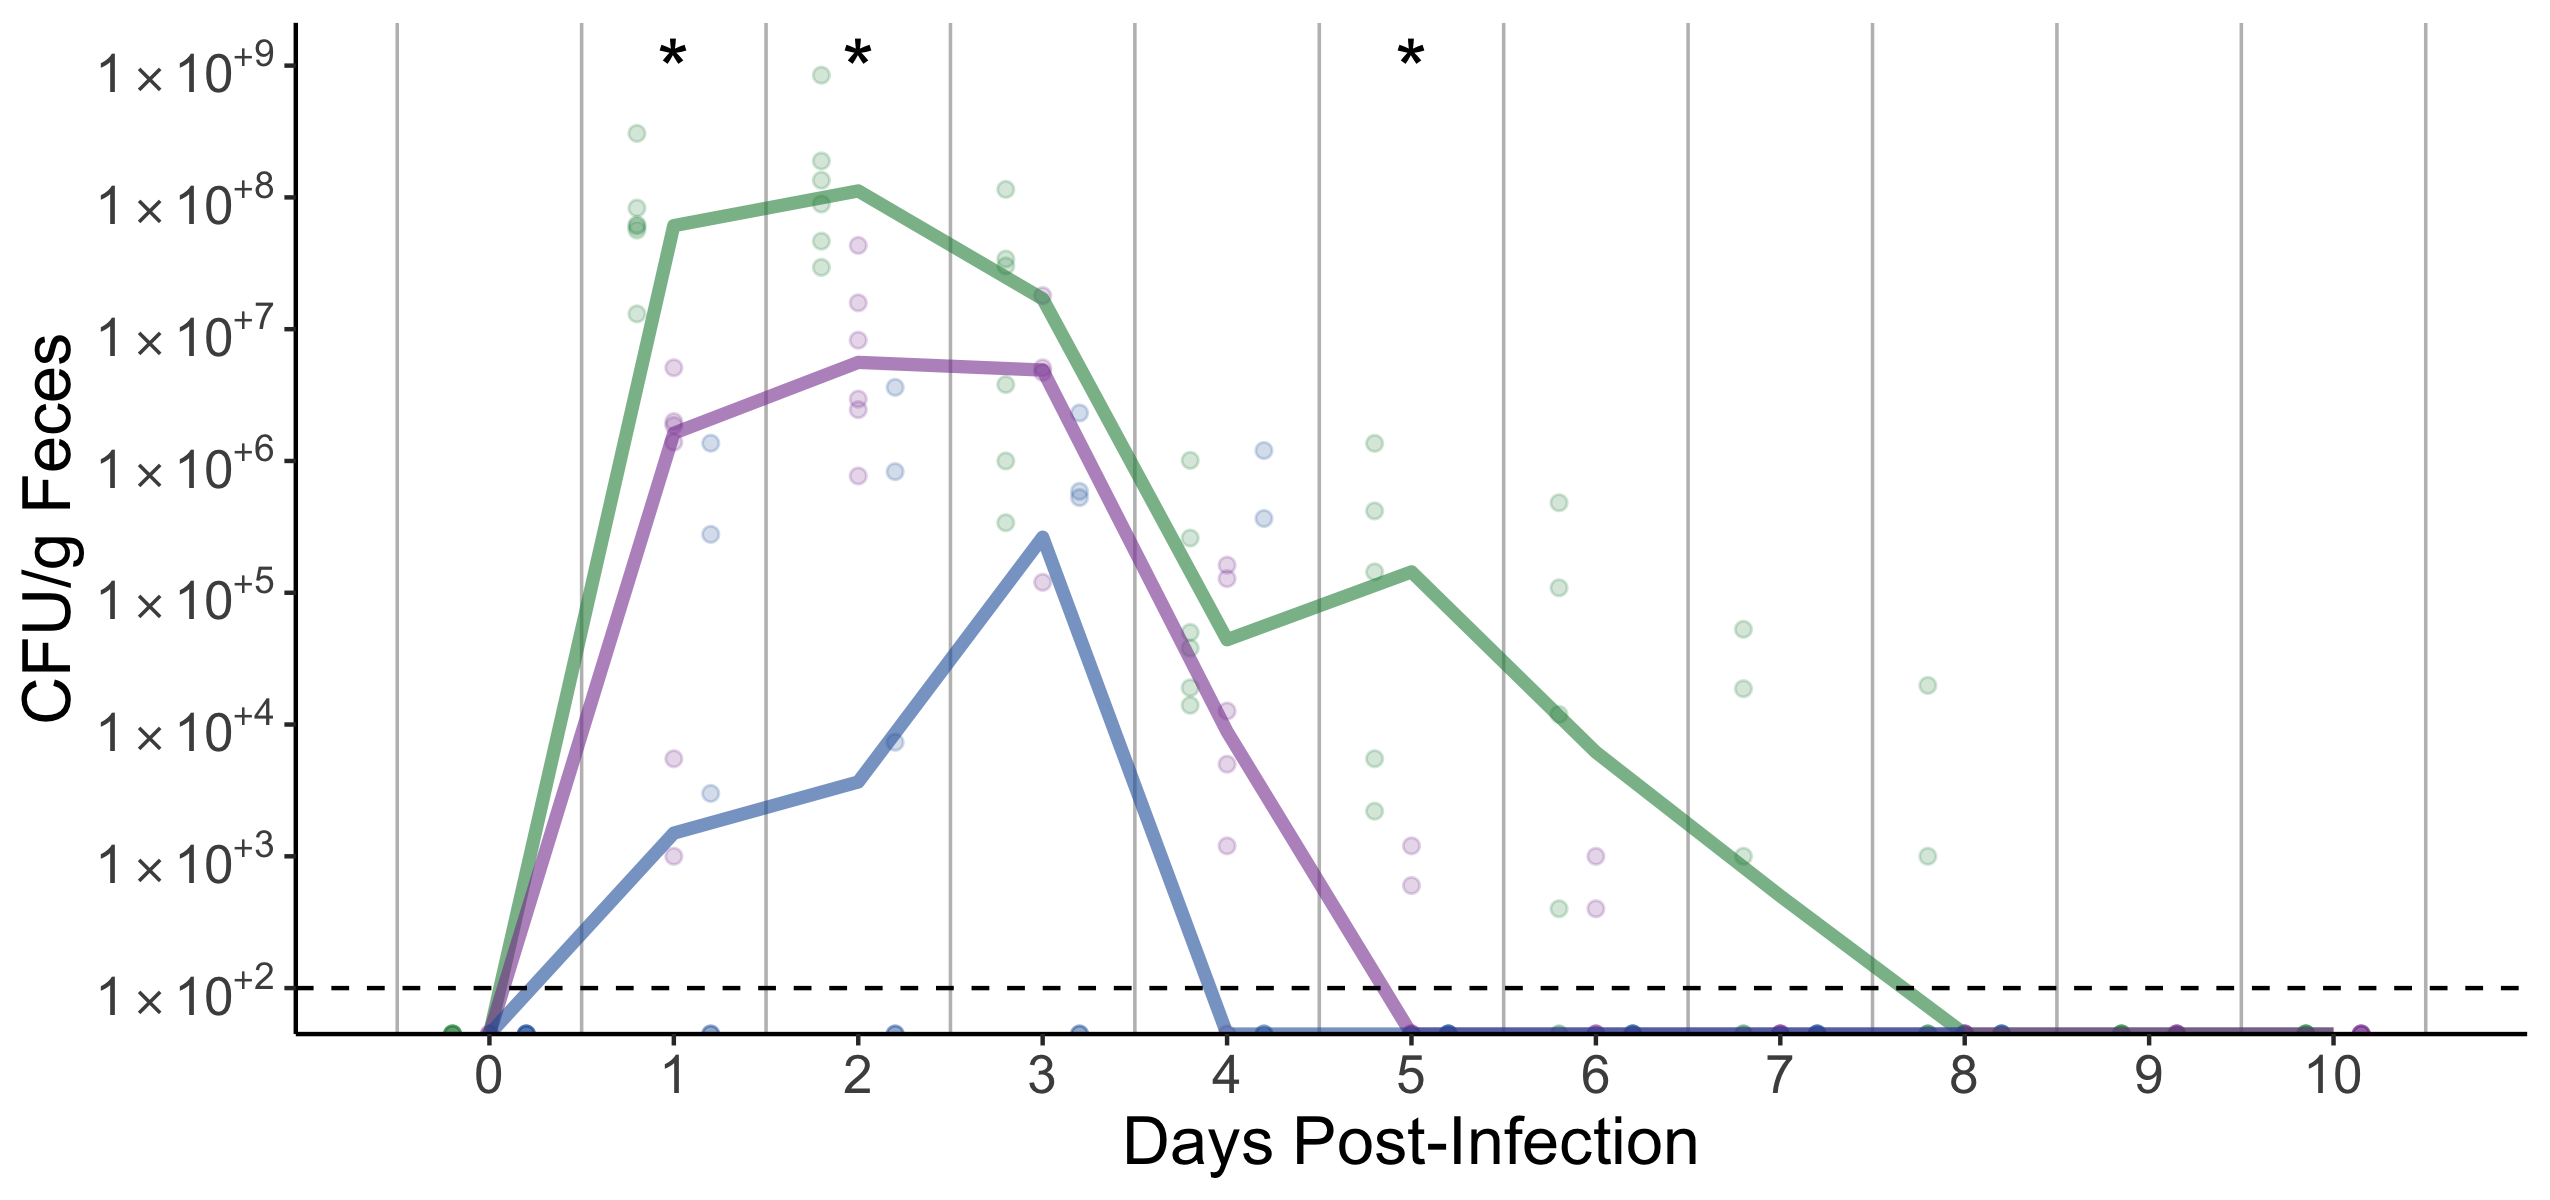 * * *
1 × 10+9
1 × 10+8
1 × 10+7
1 × 10+6
1 × 10+5
1 × 10+4
1 × 10+3
1 × 10+2
CFU/g Feces
0 1 2 3 4 5 6 7 8 9 10
Days Post-Infection